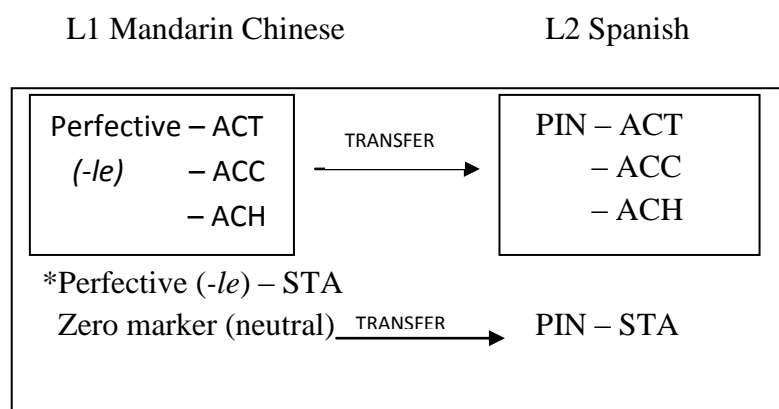 L1 Mandarin Chinese L2 Spanish
Perfective – ACT TRANSFER PIN – ACT
(-le) – ACC – ACC
– ACH – ACH
*Perfective (-le) – STA
Zero marker (neutral) TRANSFER PIN – STA